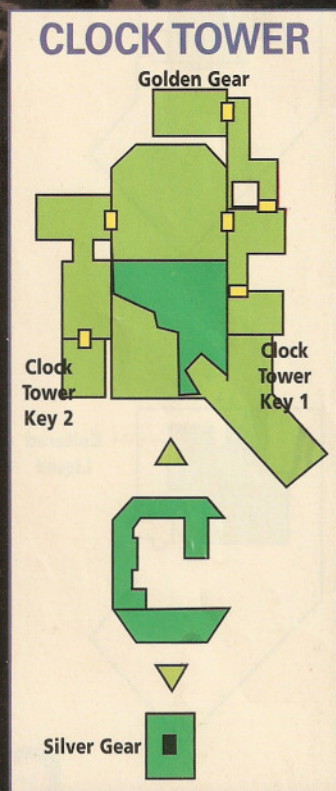 CLOCK TOWER
Golden Gear
Clock
Tower
Key 2
Clock
Tower
Key 1
Silver Gear